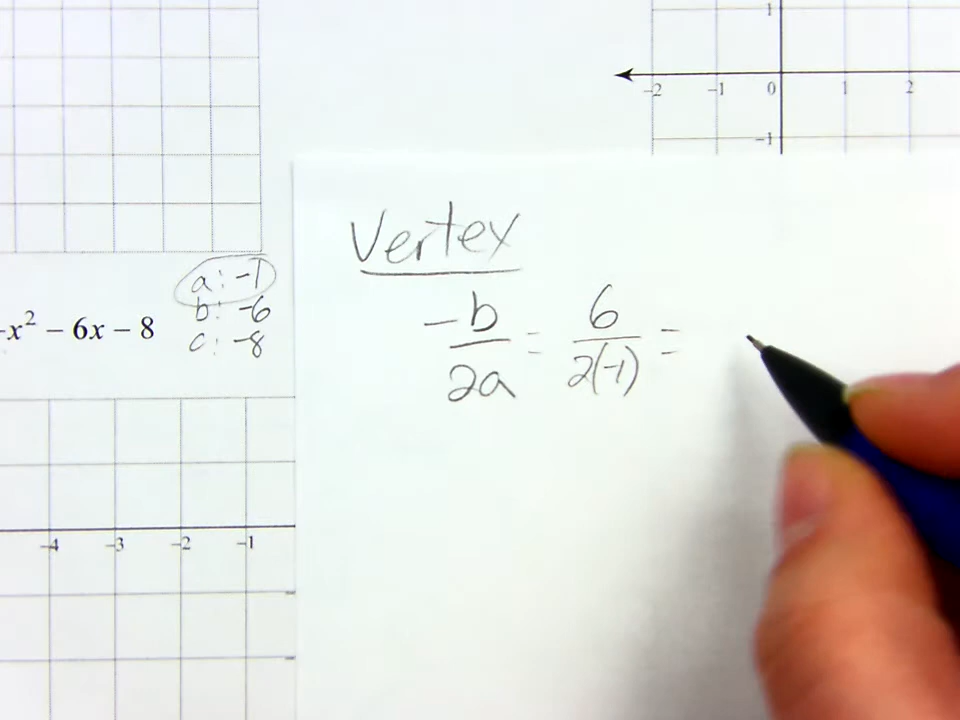 1
-2 -1 0 1 2
-1
Vertex
a: -1
b: -6
c: -8
-x² - 6x - 8
-b/2a = 6/2(-1) =
-4 -3 -2 -1